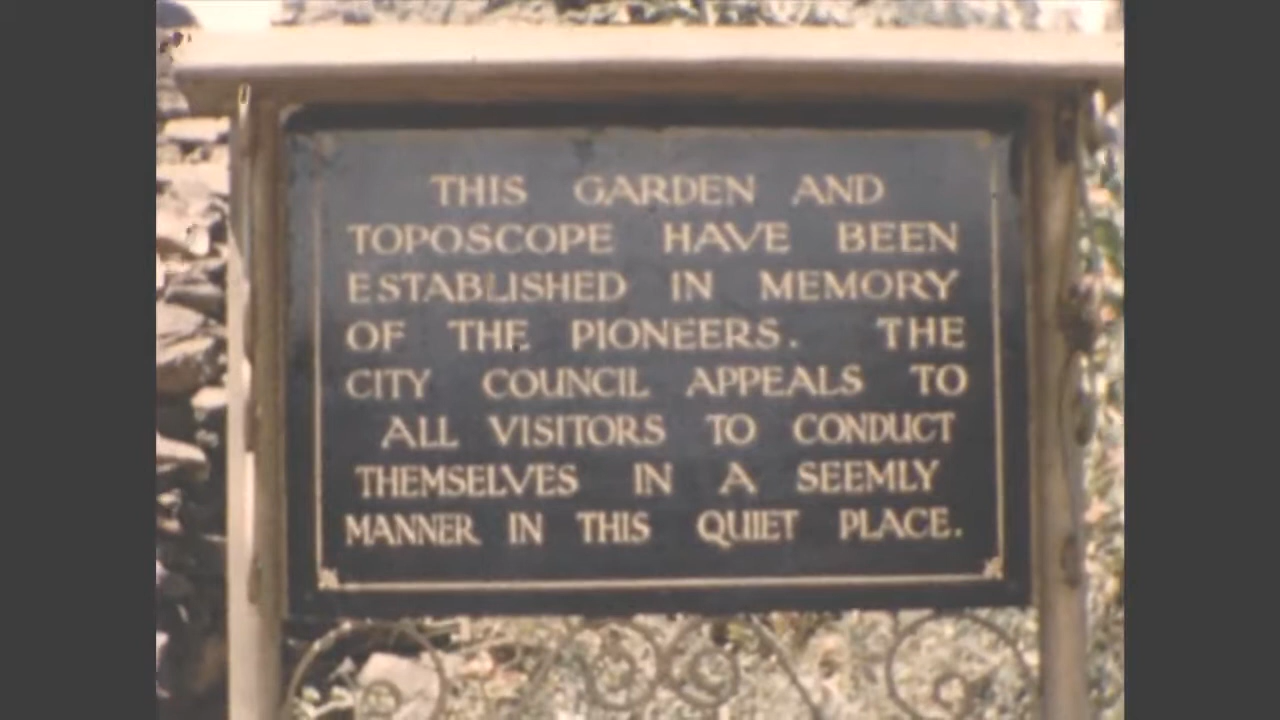 THIS GARDEN AND
TOPOSCOPE HAVE BEEN
ESTABLISHED IN MEMORY
OF THE PIONEERS. THE
CITY COUNCIL APPEALS TO
ALL VISITORS TO CONDUCT
THEMSELVES IN A SEEMLY
MANNER IN THIS QUIET PLACE.